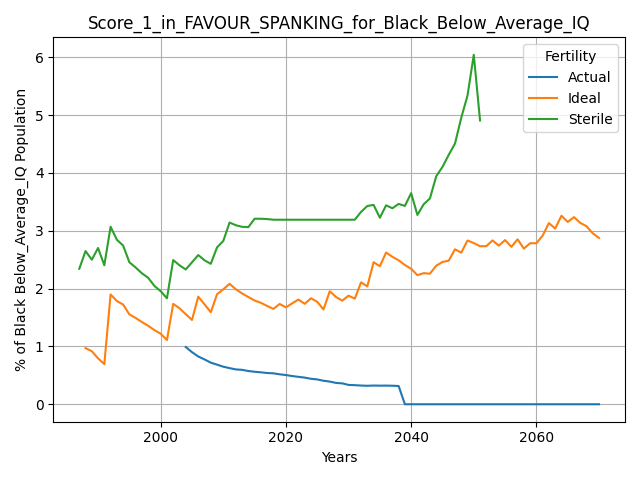 Score_1_in_FAVOUR_SPANKING_for_Black_Below_Average_IQ
% of Black Below_Average_IQ Population
6
5
4
3
2
1
0
Fertility
Actual
Ideal
Sterile
2000
2020
2040
2060
Years